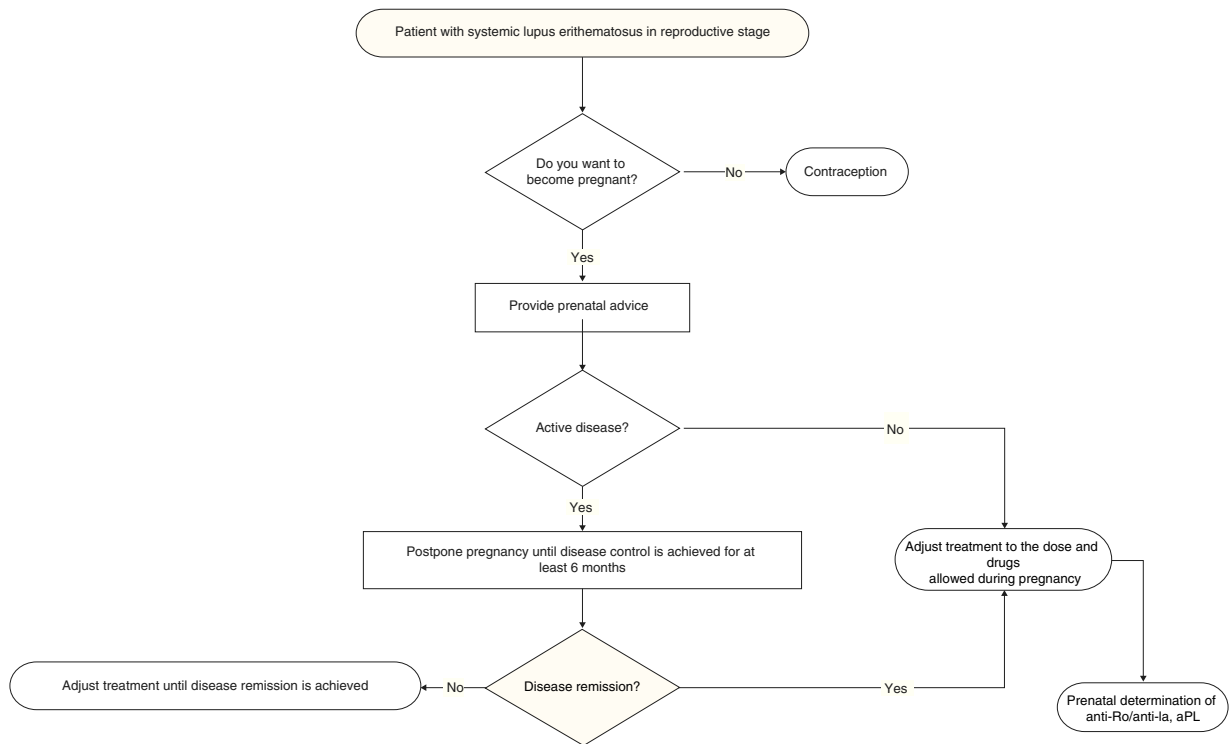 Patient with systemic lupus erithematosus in reproductive stage
Do you want to
become pregnant?
No
Contraception
Yes
Provide prenatal advice
Active disease?
No
Yes
Postpone pregnancy until disease control is achieved for at
least 6 months
Adjust treatment to the dose and
drugs
allowed during pregnancy
Adjust treatment until disease remission is achieved
No
Disease remission?
Yes
Prenatal determination of
anti-Ro/anti-la, aPL